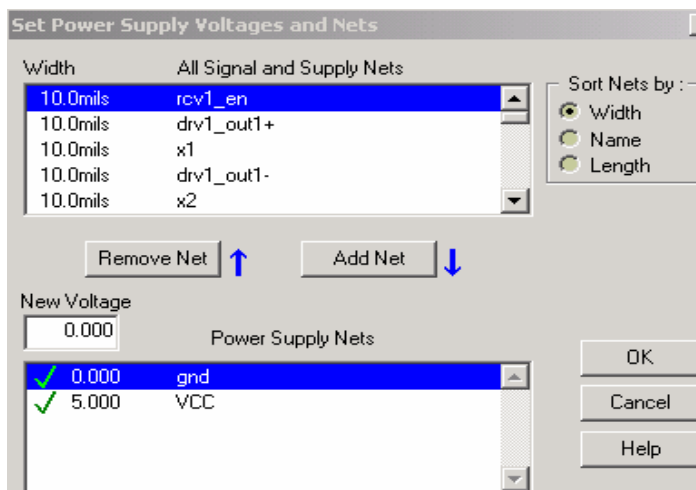 Set Power Supply Voltages and Nets
Width All Signal and Supply Nets
10.0mils rcv1_en
10.0mils drv1_out1+
10.0mils x1
10.0mils drv1_out1-
10.0mils x2
Sort Nets by :
Width
Name
Length
Remove Net Add Net
New Voltage
0.000 Power Supply Nets
0.000 gnd
5.000 VCC
OK
Cancel
Help